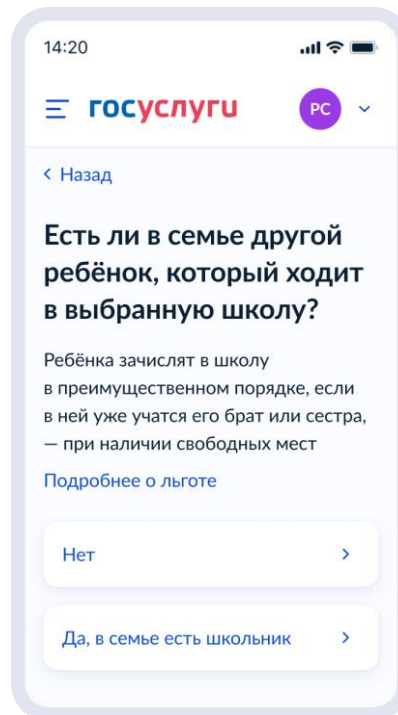 14:20
госуслуги
РС
Назад
Есть ли в семье другой
ребёнок, который ходит
в выбранную школу?
Ребёнка зачислят в школу
в преимущественном порядке, если
в ней уже учатся его брат или сестра,
— при наличии свободных мест
Подробнее о льготе
Нет
Да, в семье есть школьник